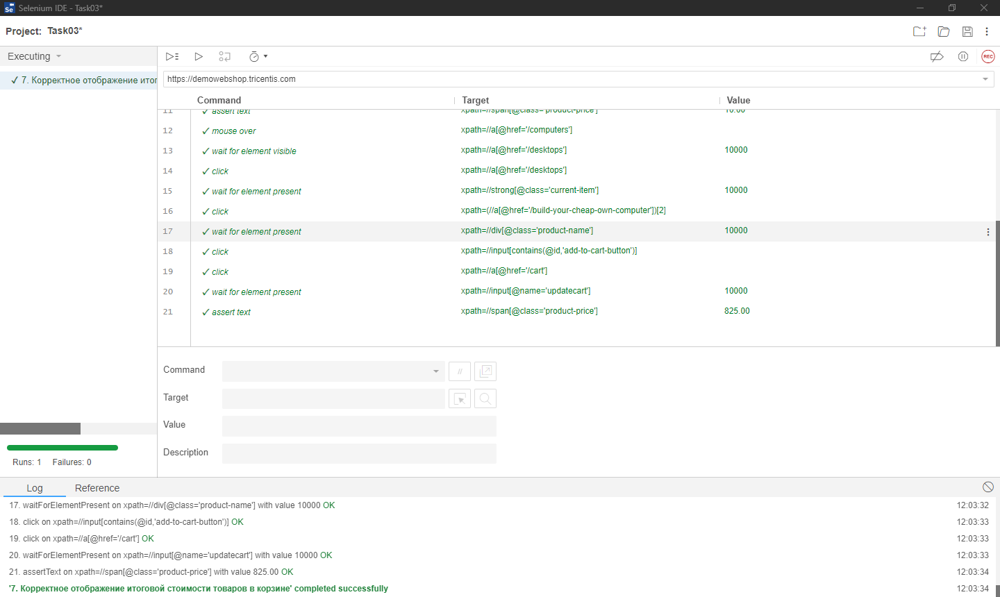 Se Selenium IDE - Task03*
Project: Task03*
Executing
REC
✓ 7. Корректное отображение итог
https://demowebshop.tricentis.com
Command Target Value
11 ✓ assert text xpath=//span[@class='product-price'] 10.00
12 ✓ mouse over xpath=//a[@href='/computers']
13 ✓ wait for element visible xpath=//a[@href='/desktops'] 10000
14 ✓ click xpath=//a[@href='/desktops']
15 ✓ wait for element present xpath=//strong[@class='current-item'] 10000
16 ✓ click xpath=(//a[@href='/build-your-cheap-own-computer'])[2]
17 ✓ wait for element present xpath=//div[@class='product-name'] 10000
18 ✓ click xpath=//input[contains(@id,'add-to-cart-button')]
19 ✓ click xpath=//a[@href='/cart']
20 ✓ wait for element present xpath=//input[@name='updatecart'] 10000
21 ✓ assert text xpath=//span[@class='product-price'] 825.00
Command //
Target
Value
Description
Runs: 1 Failures: 0
Log Reference
17. waitForElementPresent on xpath=//div[@class='product-name'] with value 10000 OK 12:03:32
18. click on xpath=//input[contains(@id,'add-to-cart-button')] OK 12:03:33
19. click on xpath=//a[@href='/cart'] OK 12:03:33
20. waitForElementPresent on xpath=//input[@name='updatecart'] with value 10000 OK 12:03:33
21. assertText on xpath=//span[@class='product-price'] with value 825.00 OK 12:03:34
'7. Корректное отображение итоговой стоимости товаров в корзине' completed successfully 12:03:34